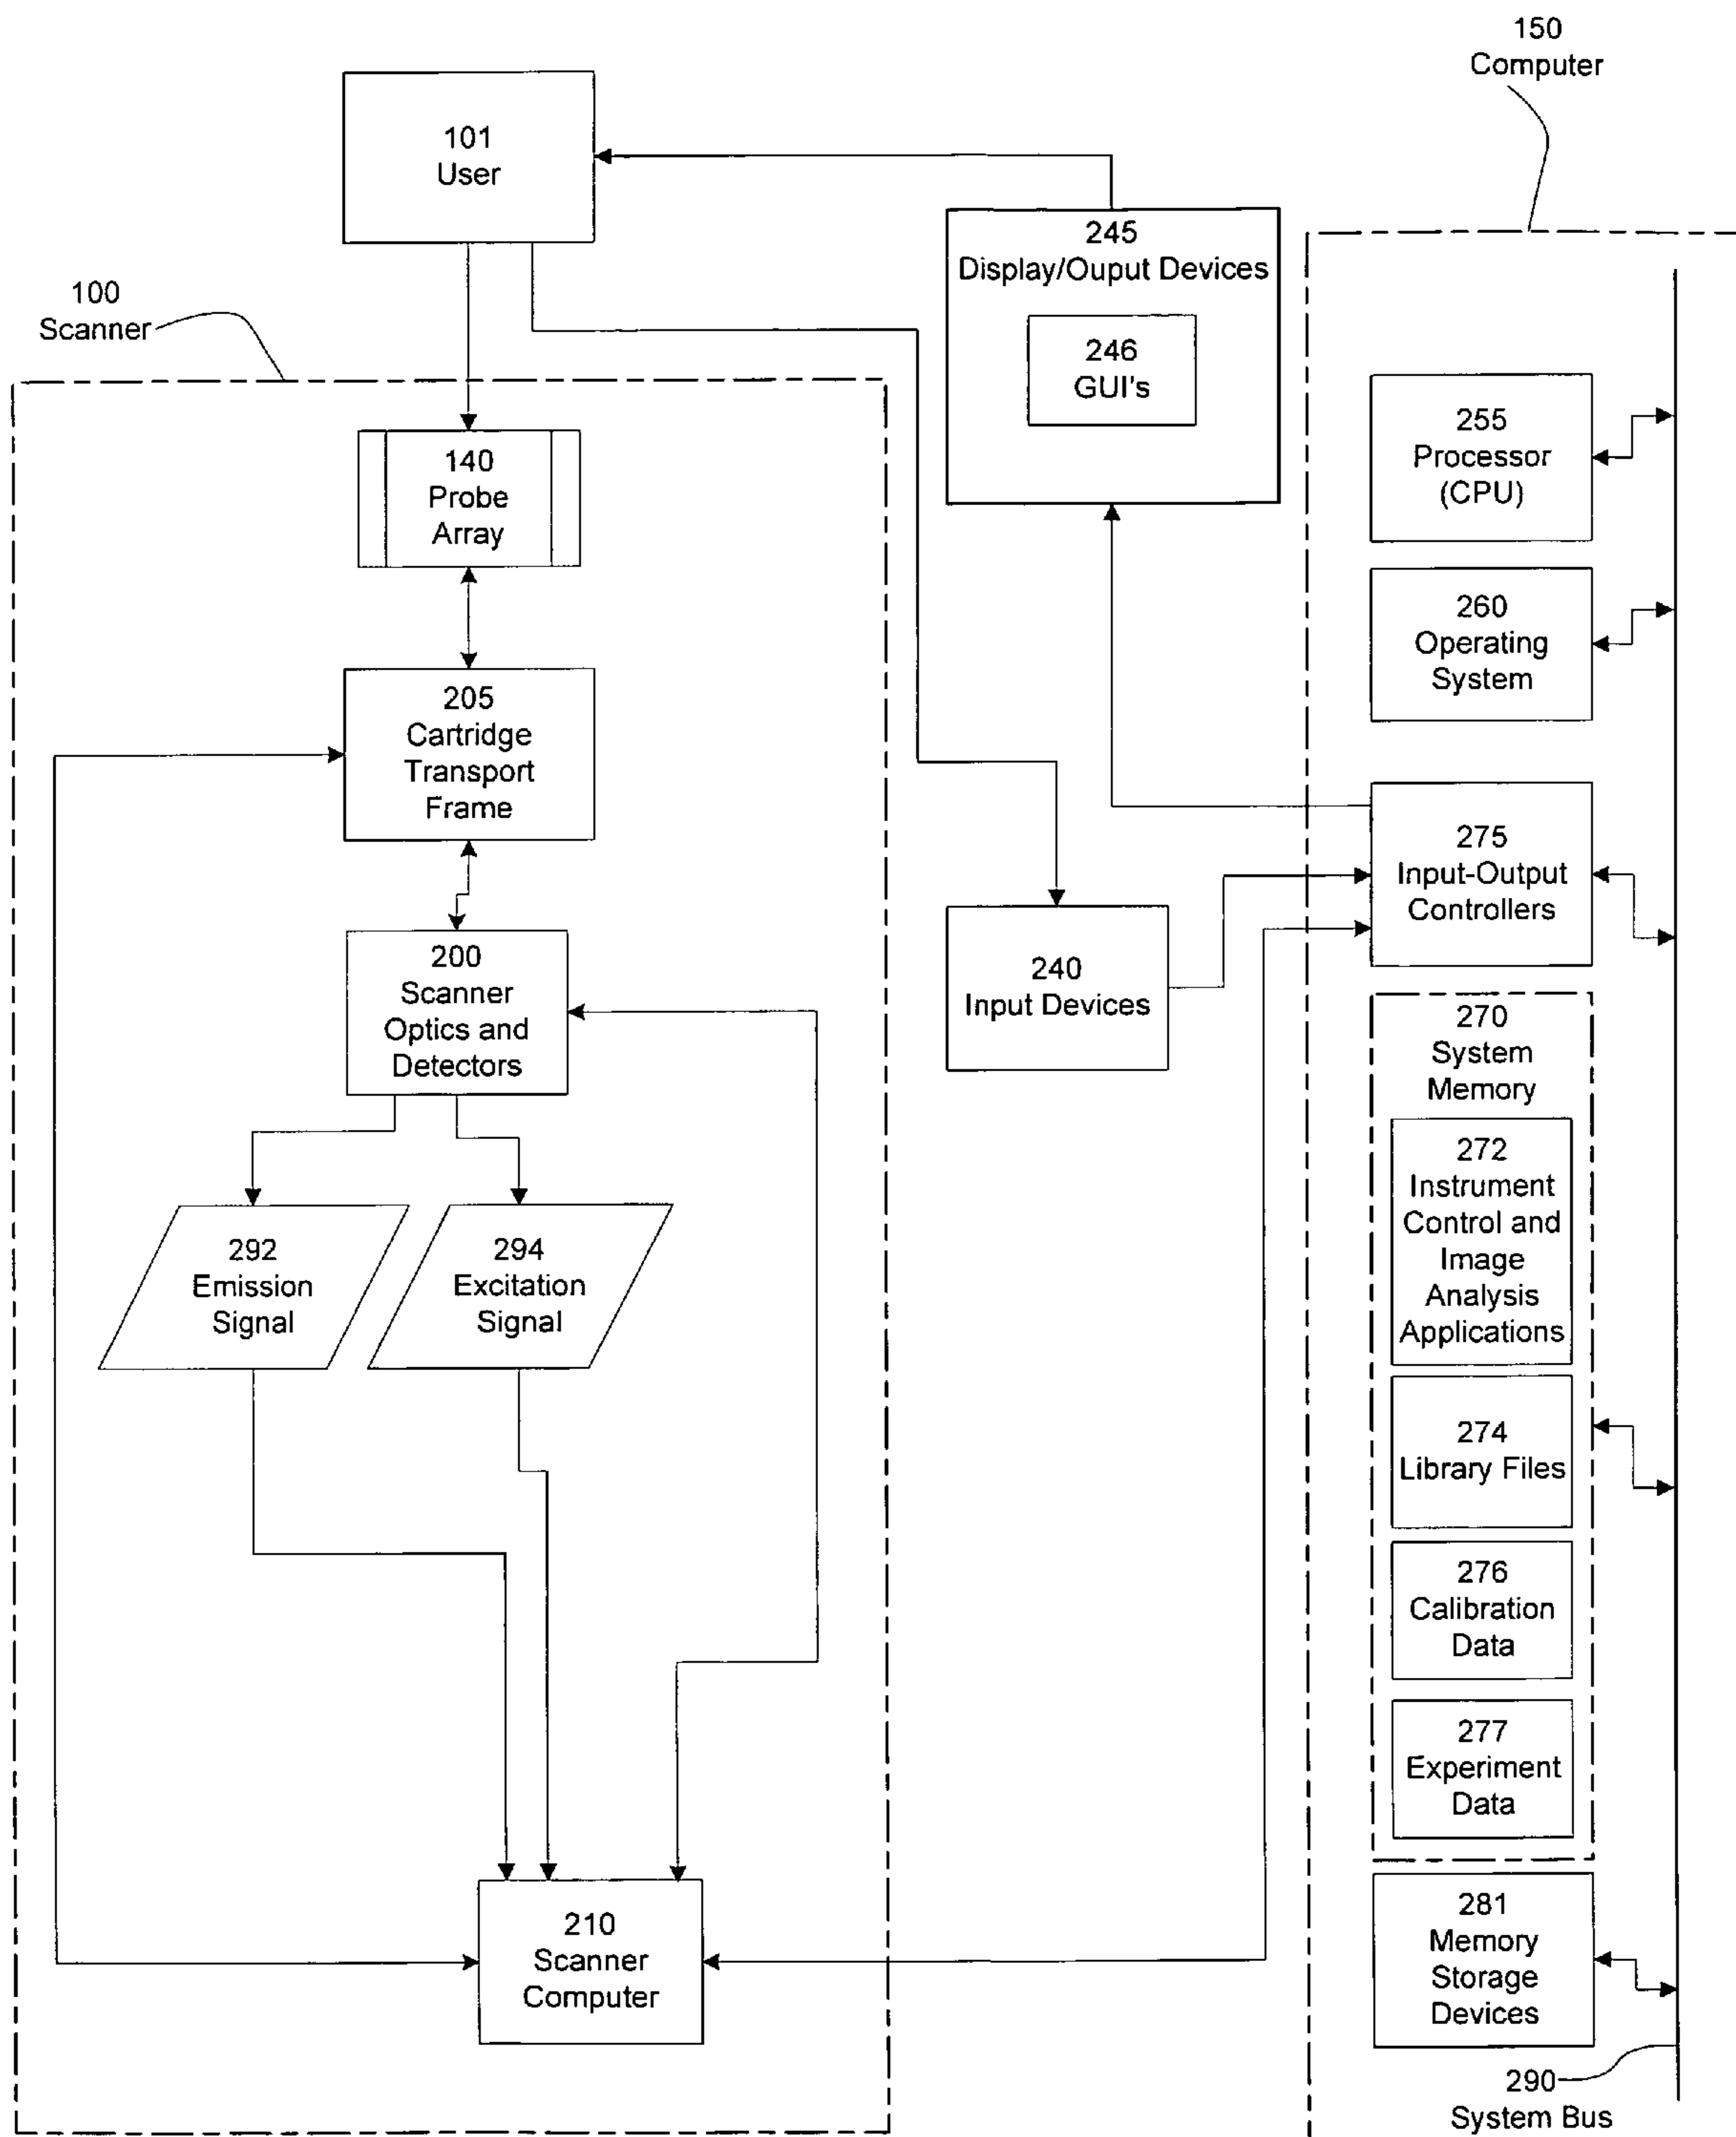 150
Computer
101
User
245
Display/Ouput Devices
246
GUI's
100
Scanner
140
Probe
Array
255
Processor
(CPU)
260
Operating
System
205
Cartridge
Transport
Frame
275
Input-Output
Controllers
200
Scanner
Optics and
Detectors
240
Input Devices
270
System
Memory
272
Instrument
Control and
Image
Analysis
Applications
292
Emission
Signal
294
Excitation
Signal
274
Library Files
276
Calibration
Data
277
Experiment
Data
210
Scanner
Computer
281
Memory
Storage
Devices
290
System Bus